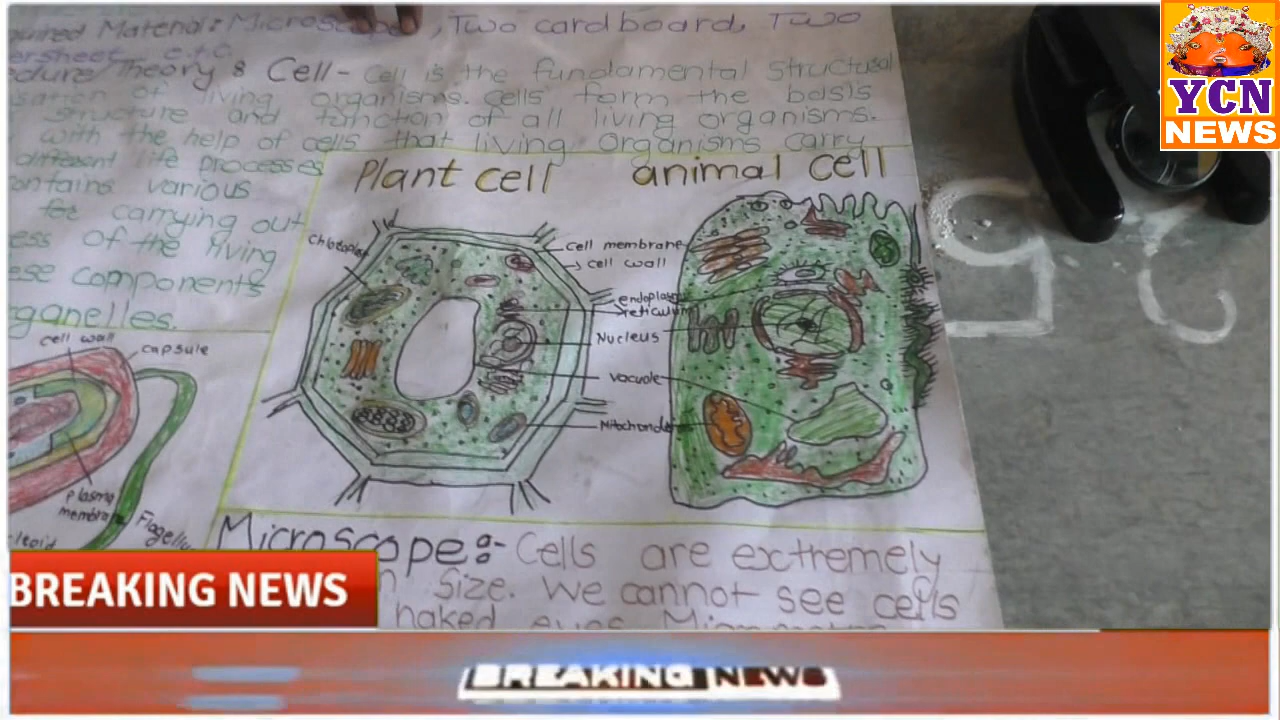 Required Material: Microscope, Two cardboard. Two
etc.
Theory: Cell - Cell is the fundamental structural
of living organisms. Cells form the basis
structure and function of all living organisms.
with the help of cells that living organisms carry
different life processes
contains various
for carrying out
of the living
components
organelles.
Plant cell
animal cell
Cell membrane
cell wall
reticulum
Nucleus
Vacuole
cell wall
capsule
Plasma
membrane
Microscope:- Cells are extremely
size. We cannot see cells
naked eyes
YCN
NEWS
BREAKING NEWS
BREAKING NEWS